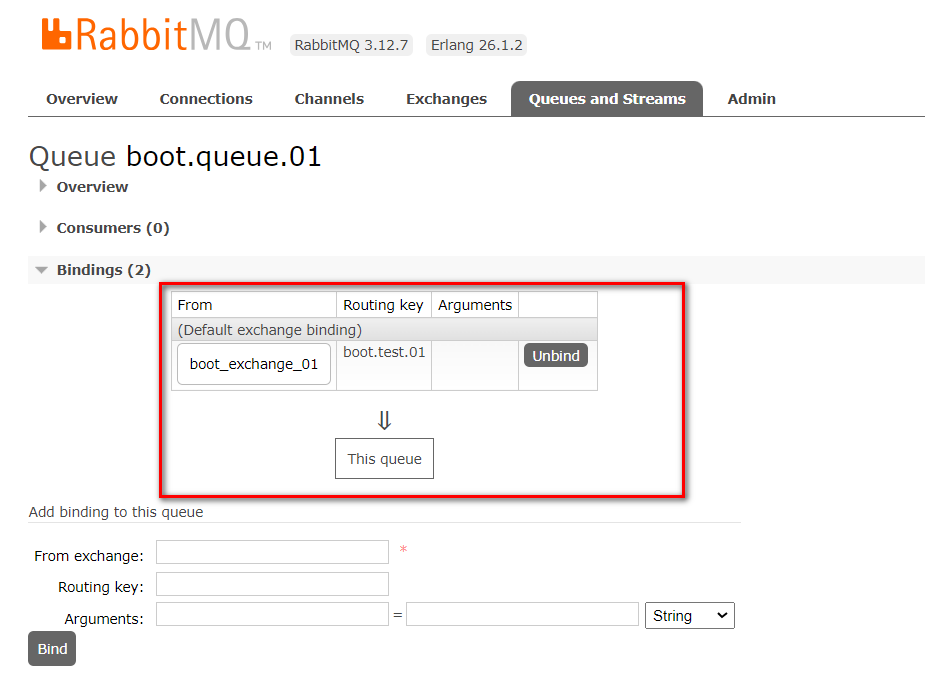 RabbitMQ TM RabbitMQ 3.12.7 Erlang 26.1.2
Overview Connections Channels Exchanges Queues and Streams Admin
Queue boot.queue.01
Overview
Consumers (0)
Bindings (2)
From Routing key Arguments
(Default exchange binding)
boot_exchange_01 boot.test.01 Unbind
⇓
This queue
Add binding to this queue
From exchange: *
Routing key:
Arguments: = String
Bind